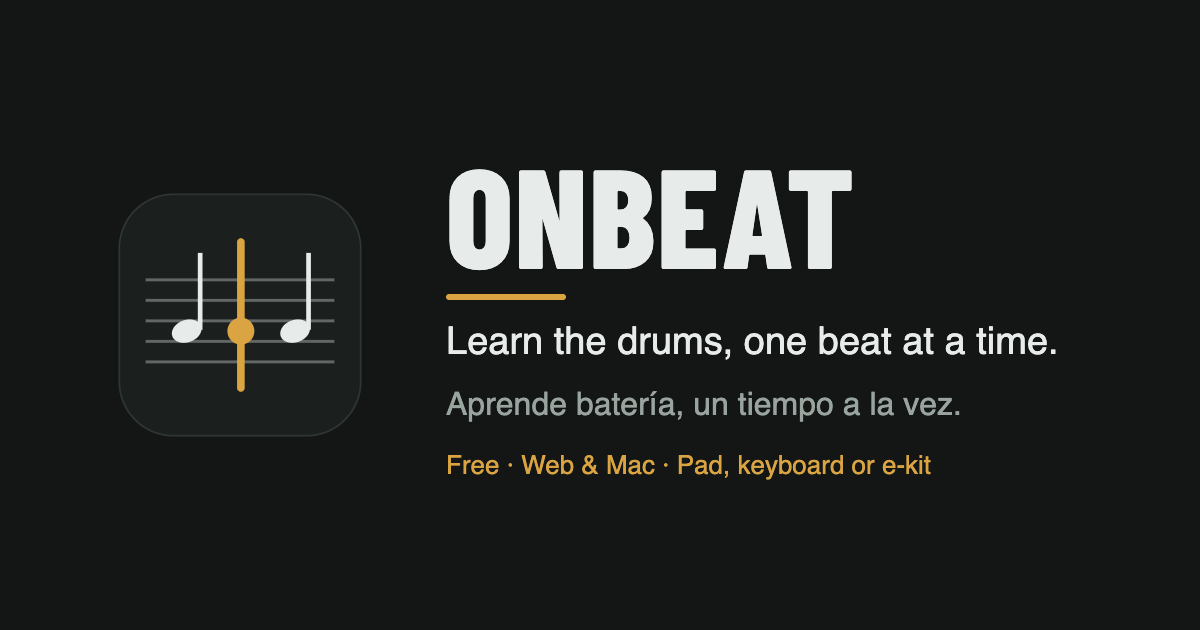 ONBEAT
Learn the drums, one beat at a time.
Aprende batería, un tiempo a la vez.
Free · Web & Mac · Pad, keyboard or e-kit